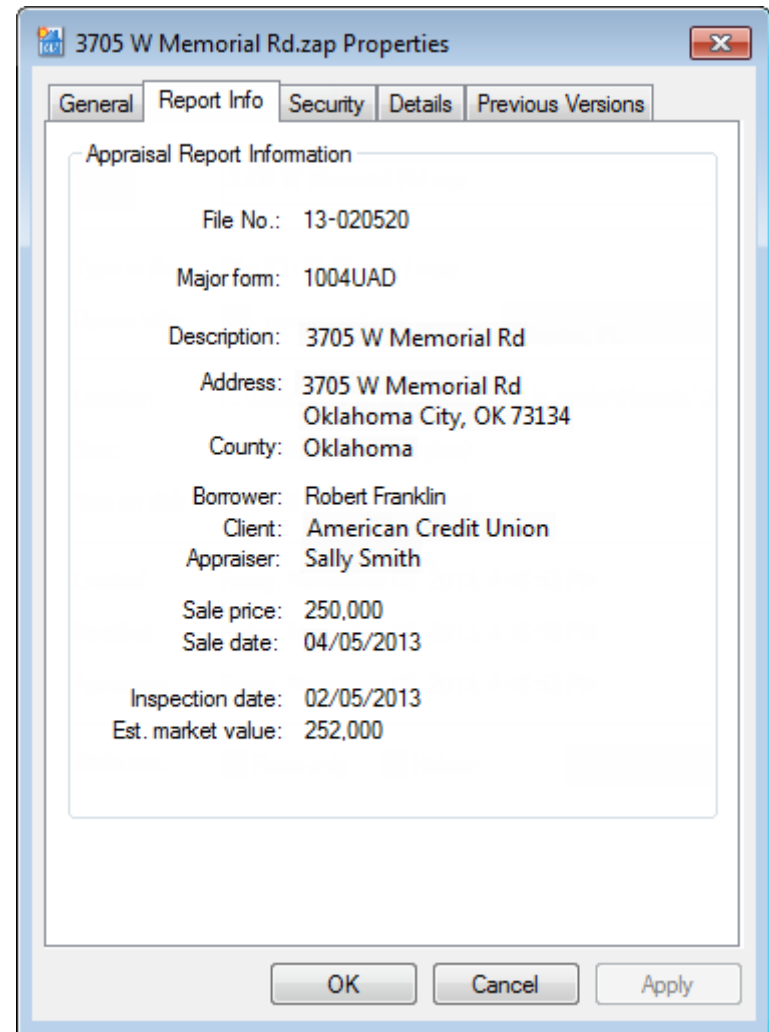 3705 W Memorial Rd.zap Properties
General Report Info Security Details Previous Versions
Appraisal Report Information
File No.: 13-020520
Major form: 1004UAD
Description: 3705 W Memorial Rd
Address: 3705 W Memorial Rd
Oklahoma City, OK 73134
County: Oklahoma
Borrower: Robert Franklin
Client: American Credit Union
Appraiser: Sally Smith
Sale price: 250,000
Sale date: 04/05/2013
Inspection date: 02/05/2013
Est. market value: 252,000
OK Cancel Apply